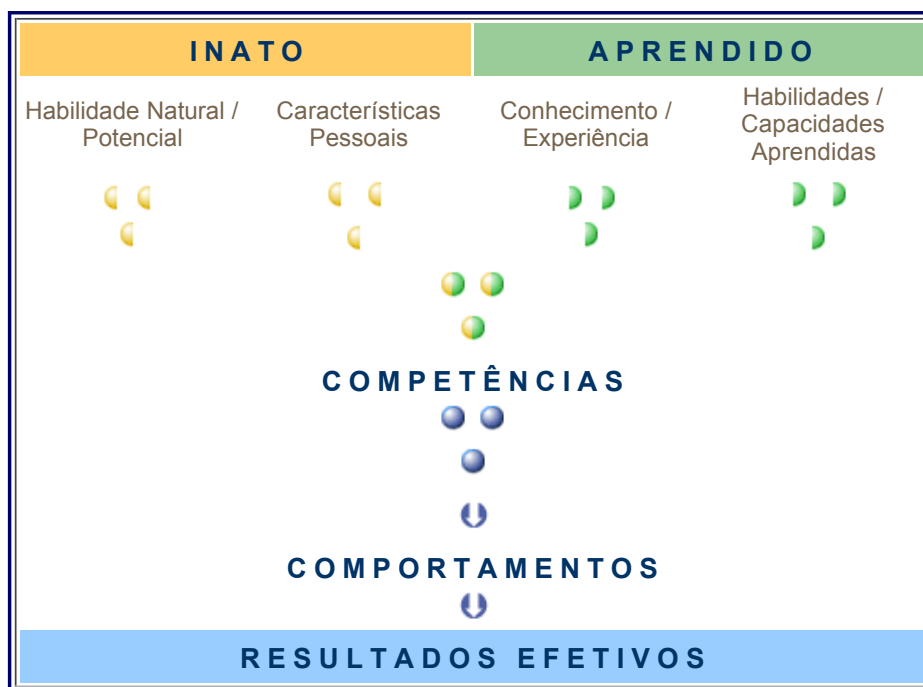 INATO
APRENDIDO
Habilidade Natural /
Potencial
Características
Pessoais
Conhecimento /
Experiência
Habilidades /
Capacidades
Aprendidas
COMPETÊNCIAS
COMPORTAMENTOS
RESULTADOS EFETIVOS